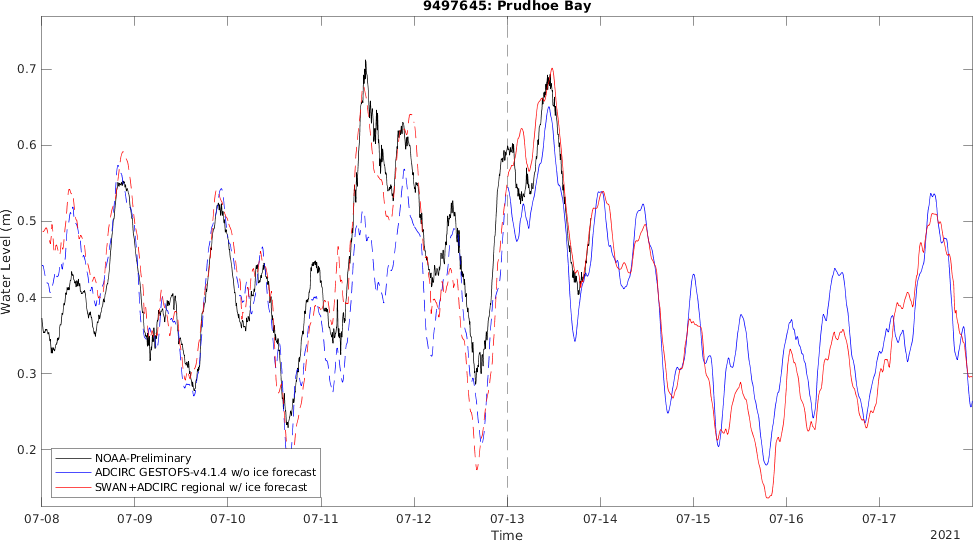 9497645: Prudhoe Bay
Water Level (m)
0.7
0.6
0.5
0.4
0.3
0.2
NOAA-Preliminary
ADCIRC GESTOFS-v4.1.4 w/o ice forecast
SWAN+ADCIRC regional w/ ice forecast
07-08 07-09 07-10 07-11 07-12 07-13 07-14 07-15 07-16 07-17
Time
2021